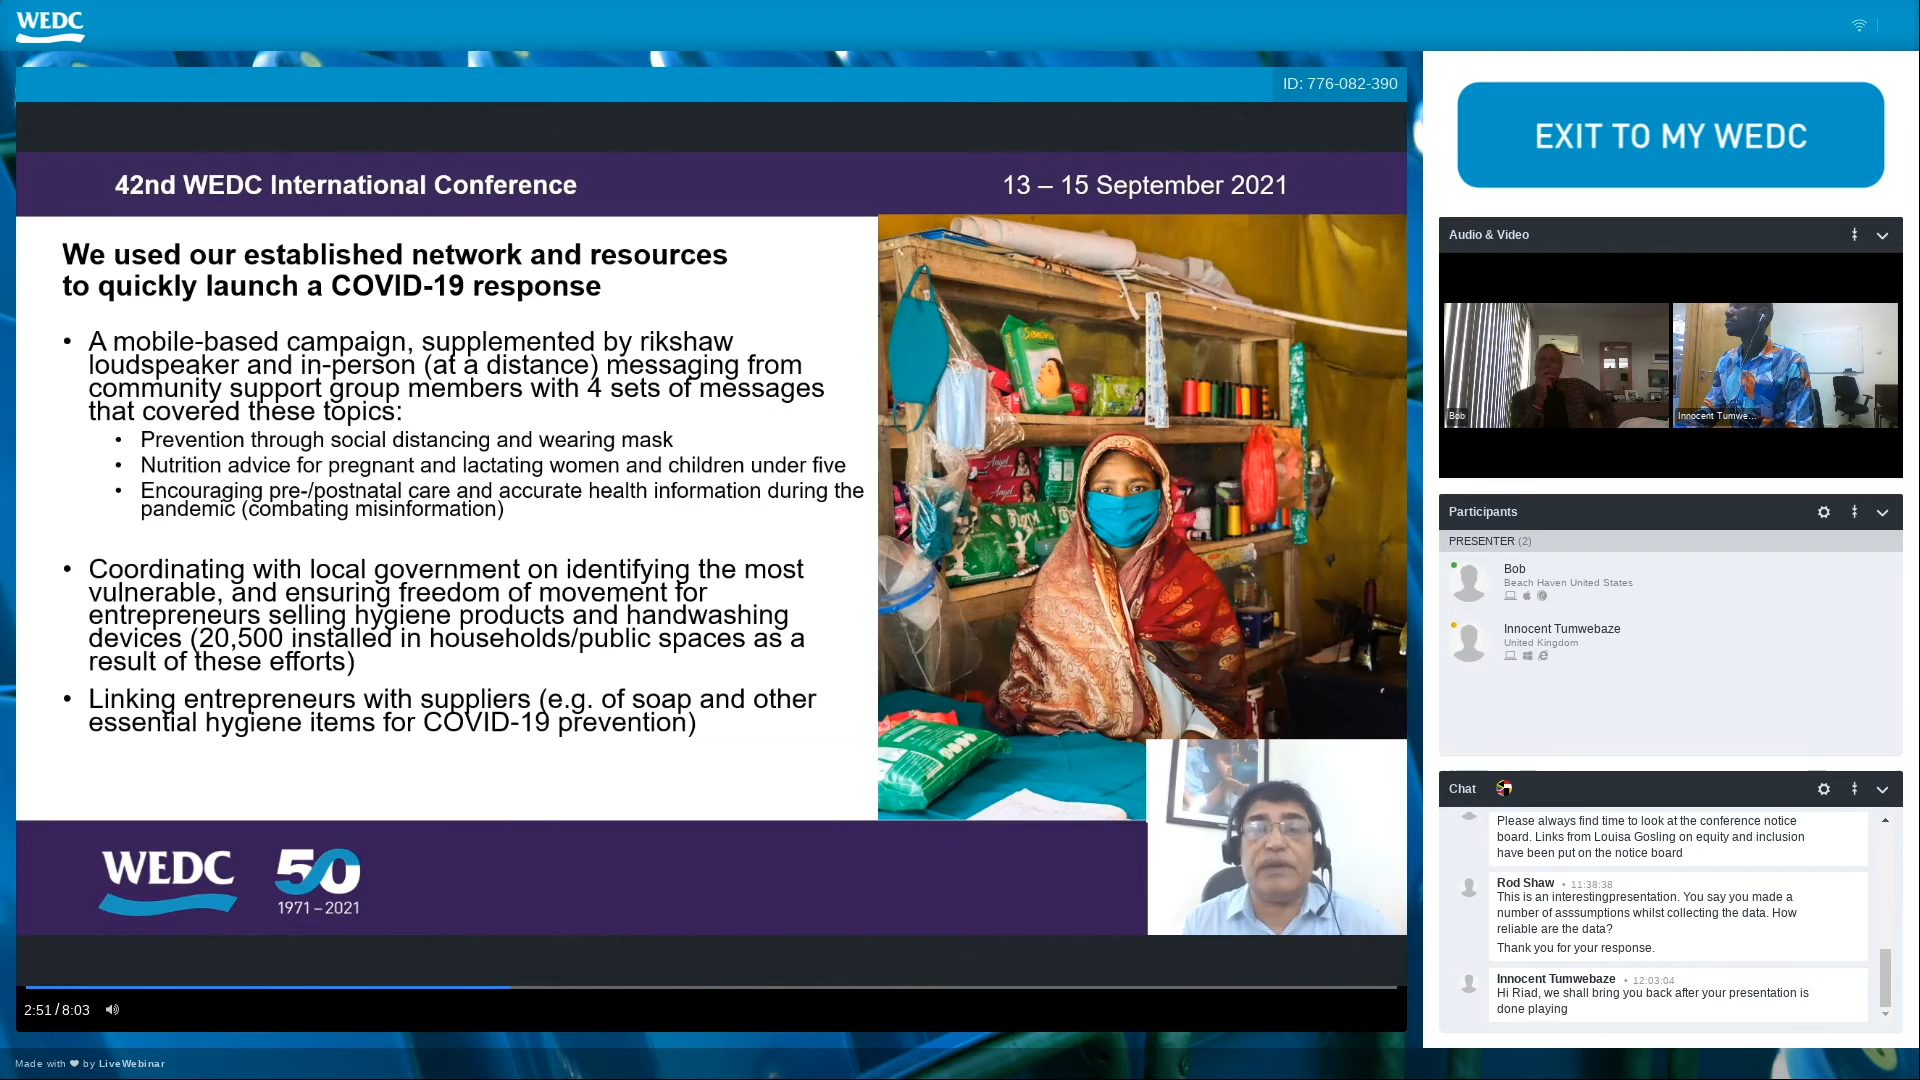 WEDC
ID: 776-082-390
42nd WEDC International Conference
13 – 15 September 2021
We used our established network and resources
to quickly launch a COVID-19 response
• A mobile-based campaign, supplemented by rikshaw
loudspeaker and in-person (at a distance) messaging from
community support group members with 4 sets of messages
that covered these topics:
• Prevention through social distancing and wearing mask
• Nutrition advice for pregnant and lactating women and children under five
• Encouraging pre-/postnatal care and accurate health information during the
pandemic (combating misinformation)
• Coordinating with local government on identifying the most
vulnerable, and ensuring freedom of movement for
entrepreneurs selling hygiene products and handwashing
devices (20,500 installed in households/public spaces as a
result of these efforts)
• Linking entrepreneurs with suppliers (e.g. of soap and other
essential hygiene items for COVID-19 prevention)
Senora
Angel
Angel
WEDC
50
1971 – 2021
2:51 / 8:03
Made with ❤ by LiveWebinar
EXIT TO MY WEDC
Audio & Video
Bob
Innocent Tumwe...
Participants
PRESENTER (2)
Bob
Beach Haven United States
Innocent Tumwebaze
United Kingdom
Chat
Please always find time to look at the conference notice
board. Links from Louisa Gosling on equity and inclusion
have been put on the notice board
Rod Shaw • 11:38:38
This is an interestingpresentation. You say you made a
number of asssumptions whilst collecting the data. How
reliable are the data?
Thank you for your response.
Innocent Tumwebaze • 12:03:04
Hi Riad, we shall bring you back after your presentation is
done playing